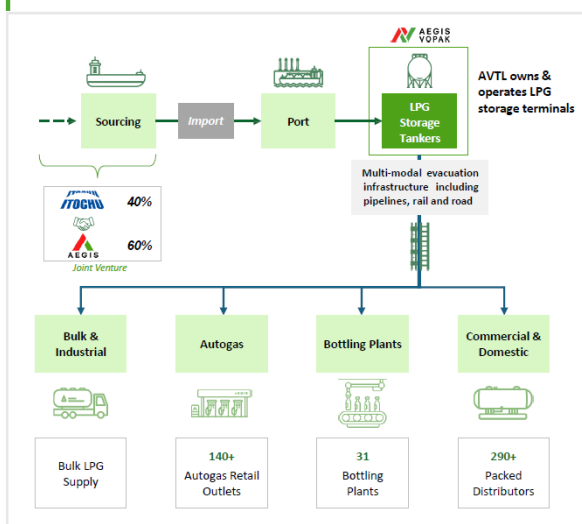 AEGIS
VOPAK
AVTL owns &
operates LPG
storage terminals
Sourcing
Import
Port
LPG
Storage
Tankers
Multi-modal evacuation
infrastructure including
pipelines, rail and road
ITOCHU 40%
AEGIS 60%
Joint Venture
Bulk &
Industrial
Autogas
Bottling Plants
Commercial &
Domestic
Bulk LPG
Supply
140+
Autogas Retail
Outlets
31
Bottling
Plants
290+
Packed
Distributors